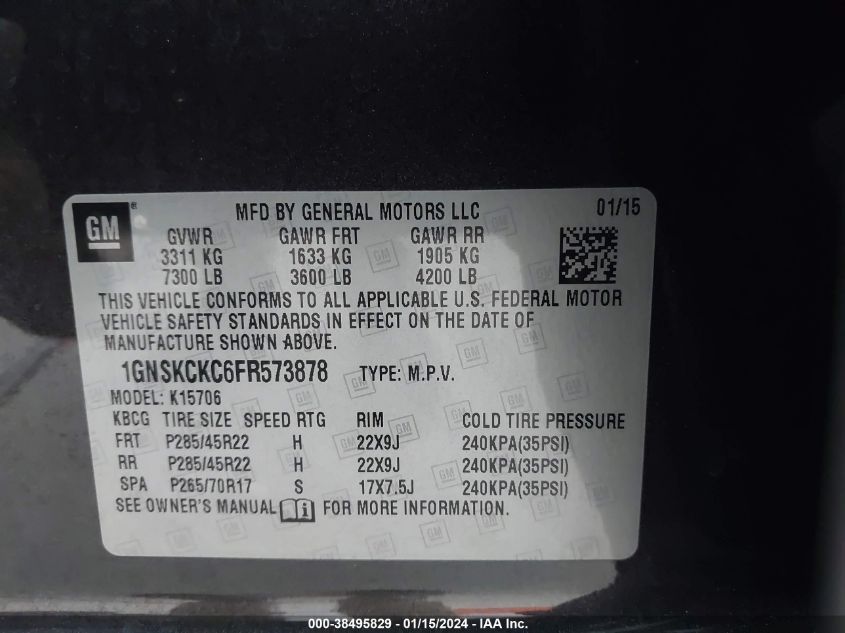 GM ® MFD BY GENERAL MOTORS LLC 01/15
GVWR GAWR FRT GAWR RR
3311 KG 1633 KG 1905 KG
7300 LB 3600 LB 4200 LB
THIS VEHICLE CONFORMS TO ALL APPLICABLE U.S. FEDERAL MOTOR
VEHICLE SAFETY STANDARDS IN EFFECT ON THE DATE OF
MANUFACTURE SHOWN ABOVE.
1GNSKCKC6FR573878 TYPE: M.P.V.
MODEL: K15706
KBCG TIRE SIZE SPEED RTG RIM COLD TIRE PRESSURE
FRT P285/45R22 H 22X9J 240KPA(35PSI)
RR P285/45R22 H 22X9J 240KPA(35PSI)
SPA P265/70R17 S 17X7.5J 240KPA(35PSI)
SEE OWNER'S MANUAL FOR MORE INFORMATION.
000-38495829 - 01/15/2024 - IAA Inc.